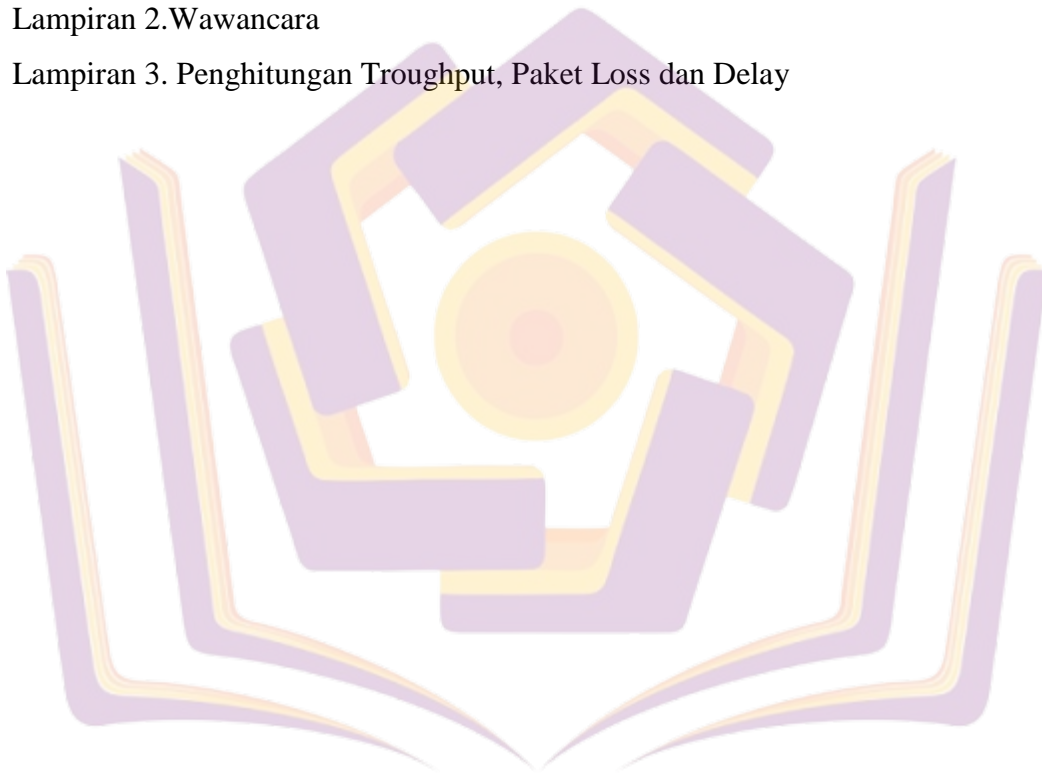 Lampiran 2.Wawancara
Lampiran 3. Penghitungan Troughput, Paket Loss dan Delay